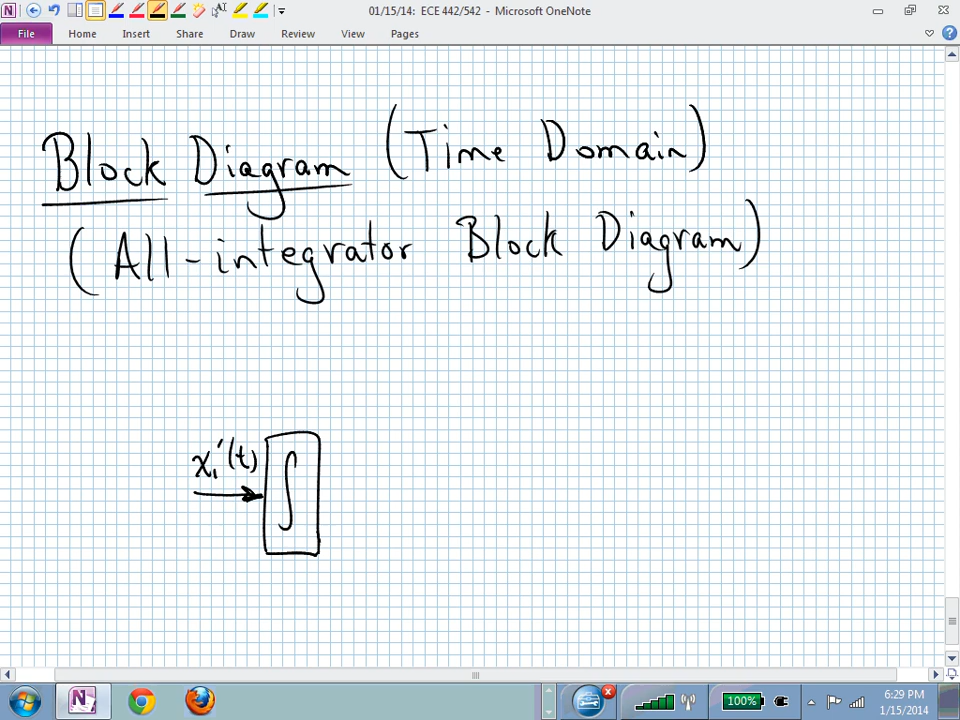 01/15/14: ECE 442/542 - Microsoft OneNote
File Home Insert Share Draw Review View Pages
Block Diagram (Time Domain)
(All-integrator Block Diagram)
x₁'(t)
∫
100%
6:29 PM
1/15/2014